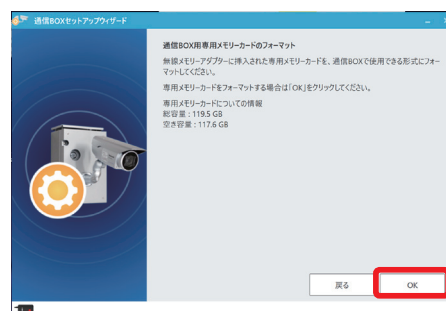 通信BOXセットアップウィザード
通信BOX用専用メモリーカードのフォーマット
無線メモリーアダプターに挿入された専用メモリーカードを、通信BOXで使用できる形式にフォー
マットしてください。
専用メモリーカードをフォーマットする場合は「OK」をクリックしてください。
専用メモリーカードについての情報
総容量 : 119.5 GB
空き容量 : 117.6 GB
戻る
OK